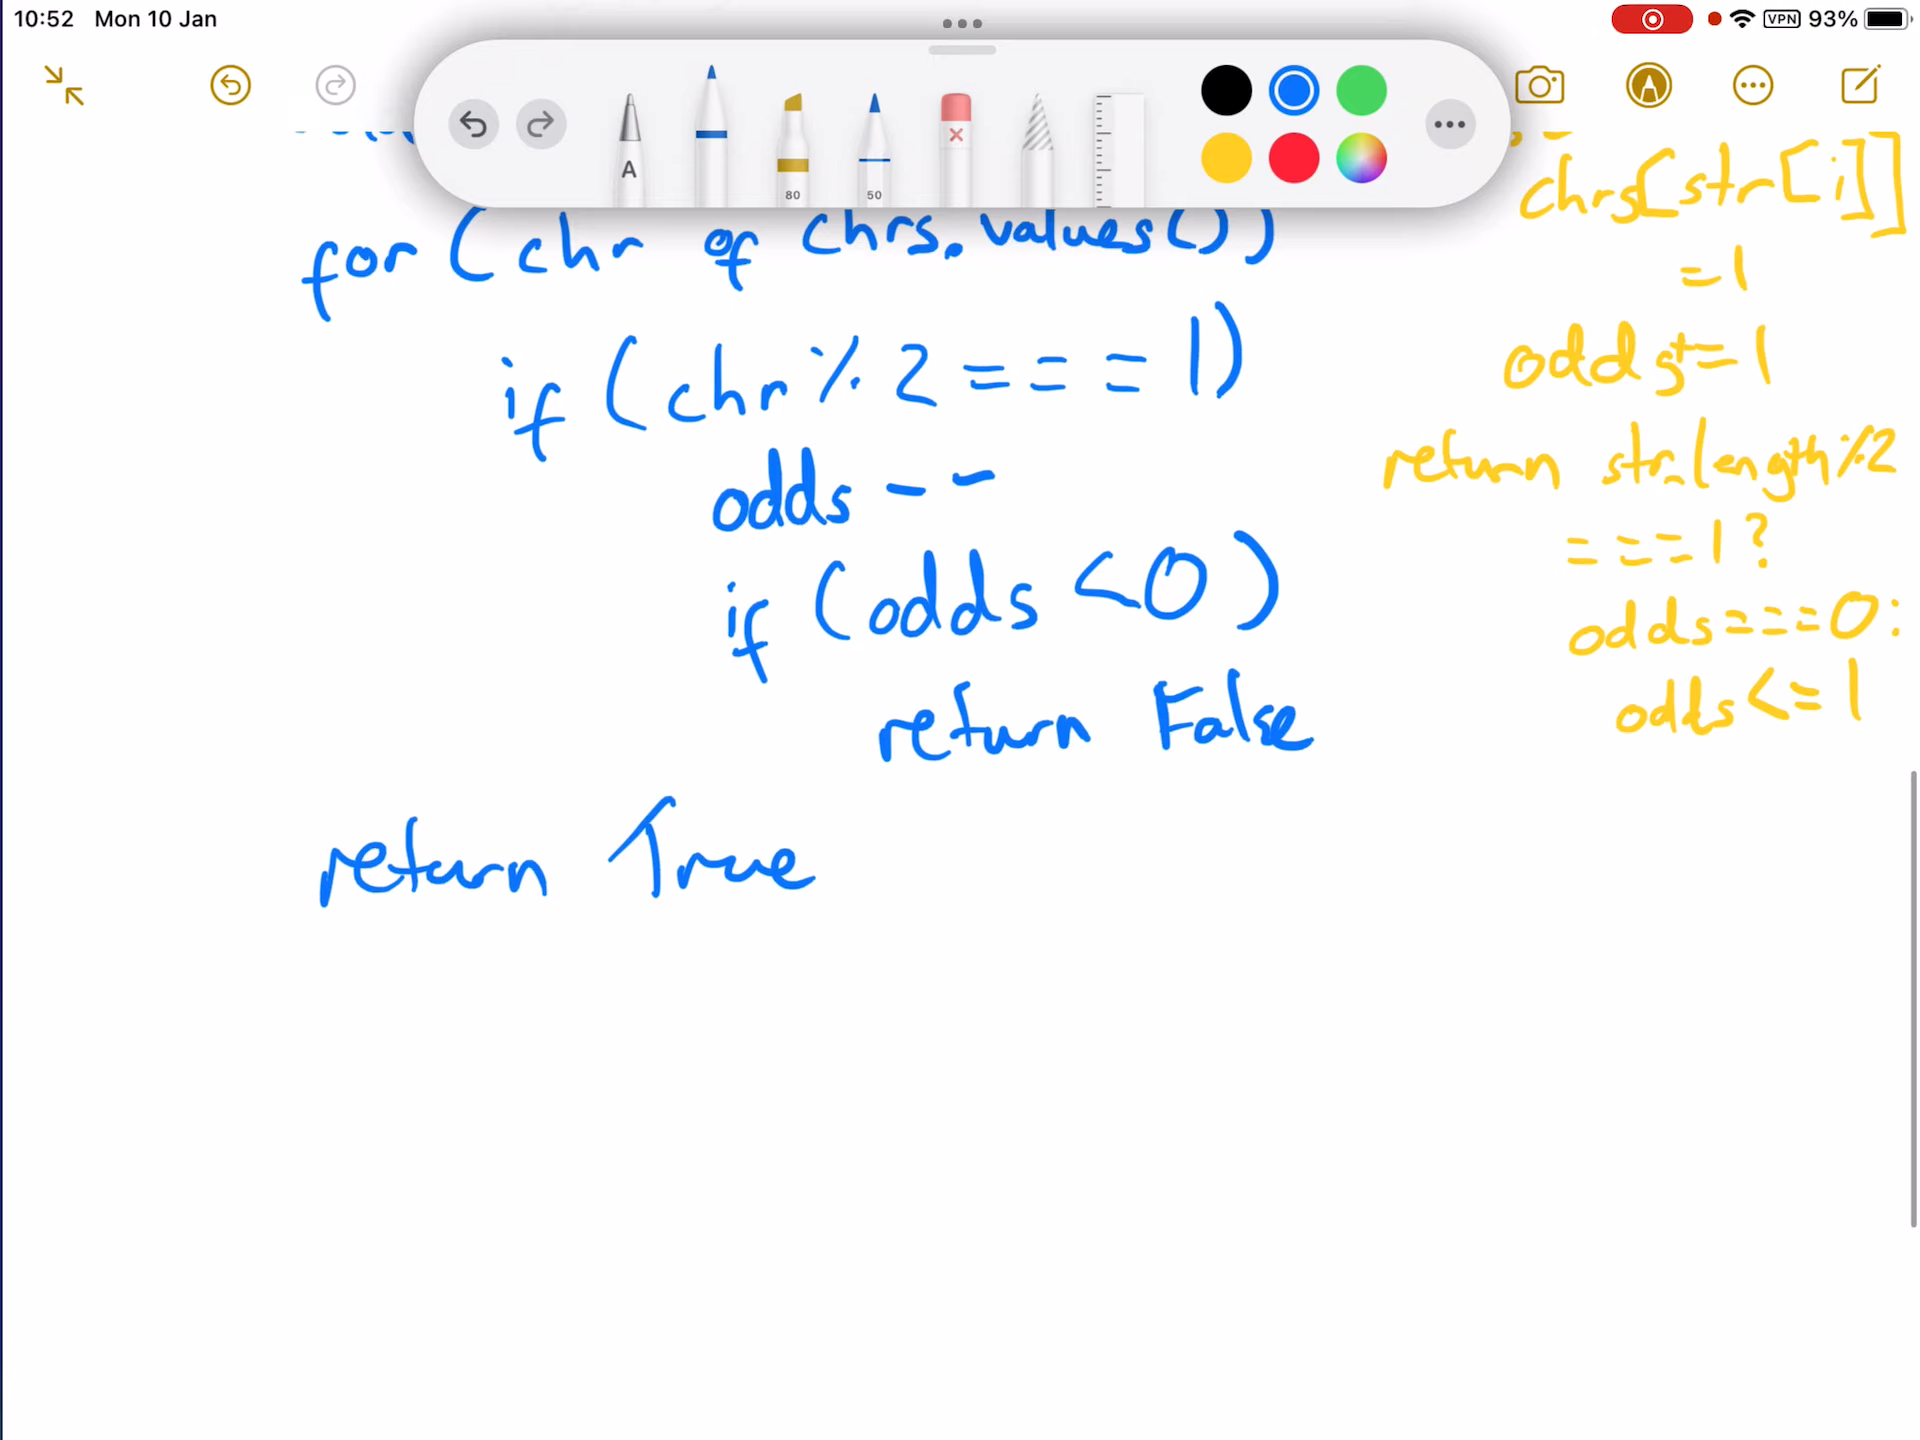 10:52 Mon 10 Jan
VPN 93%
A
80
50
for (chr of chrs.values())
if (chr % 2 === 1)
odds --
if (odds <0)
return False
return True
chrs[str[i]]
=1
odds+=1
return str.length%2
===1?
odds===0:
odds<=1